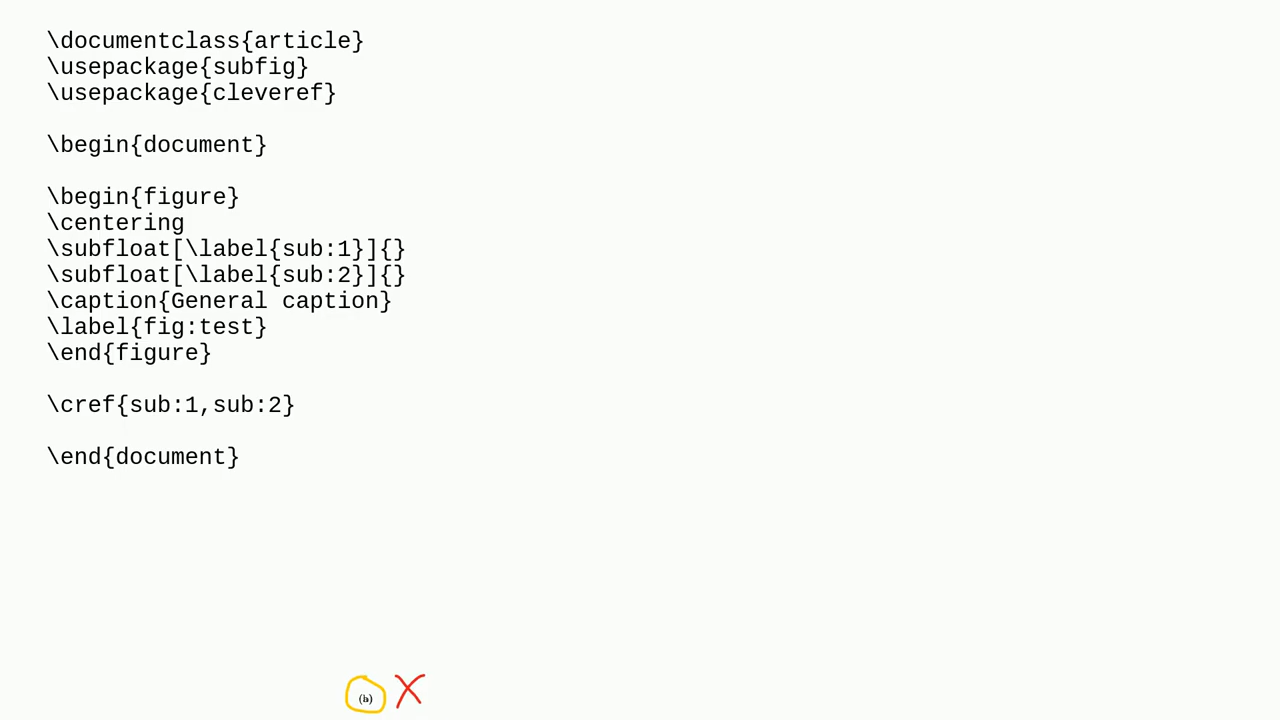 \documentclass{article}
\usepackage{subfig}
\usepackage{cleveref}
\begin{document}
\begin{figure}
\centering
\subfloat[\label{sub:1}]{}
\subfloat[\label{sub:2}]{}
\caption{General caption}
\label{fig:test}
\end{figure}
\cref{sub:1,sub:2}
\end{document}